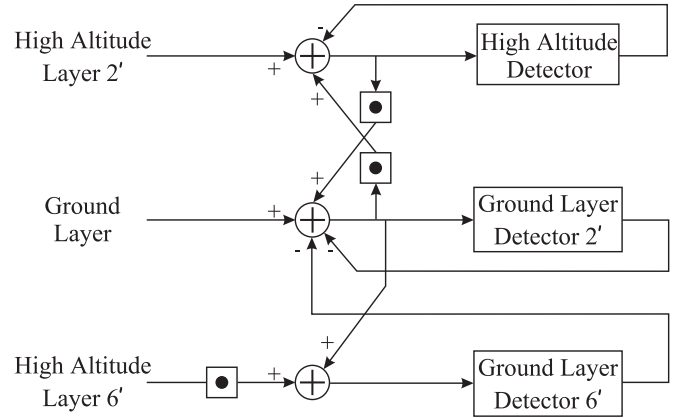 High Altitude
Layer 2′
+
-
+
High Altitude
Detector
Ground
Layer
+
+
-
-
Ground Layer
Detector 2′
High Altitude
Layer 6′
+
+
Ground Layer
Detector 6′